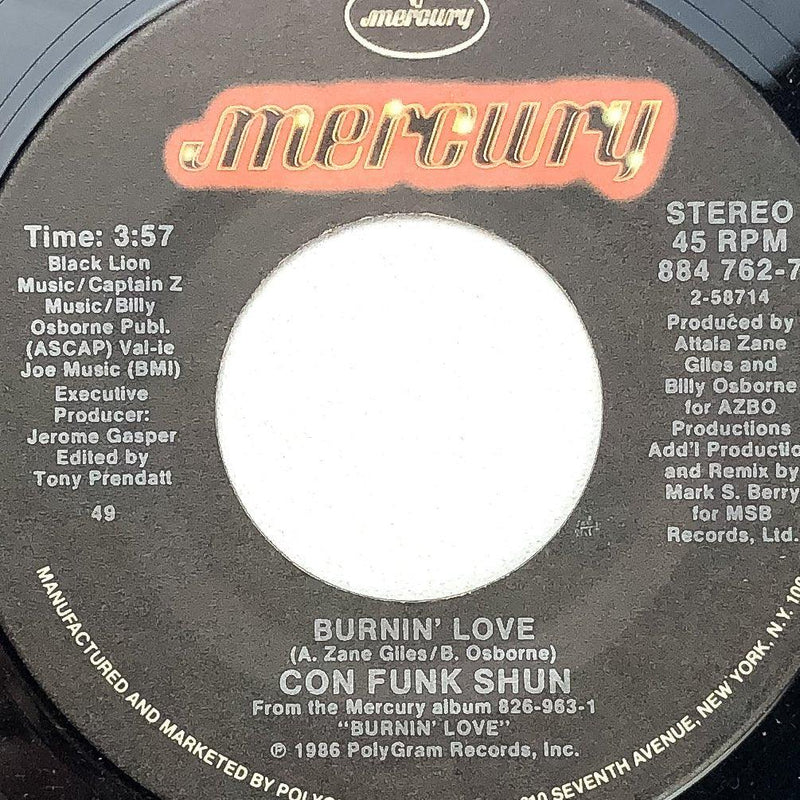 mercury
mercury
Time: 3:57
Black Lion
Music/Captain Z
Music/Billy
Osborne Publ.
(ASCAP) Val-ie
Joe Music (BMI)
Executive
Producer:
Jerome Gasper
Edited by
Tony Prendatt
49
STEREO
45 RPM
884 762-7
2-58714
Produced by
Attala Zane
Giles and
Billy Osborne
for AZBO
Productions
Add'l Productio
and Remix by
Mark S. Berry
for MSB
Records, Ltd.
BURNIN' LOVE
(A. Zane Giles/B. Osborne)
CON FUNK SHUN
From the Mercury album 826-963-1
"BURNIN' LOVE"
℗ 1986 PolyGram Records, Inc.
MANUFACTURED AND MARKETED BY POLYG
10 SEVENTH AVENUE, NEW YORK, N.Y. 100